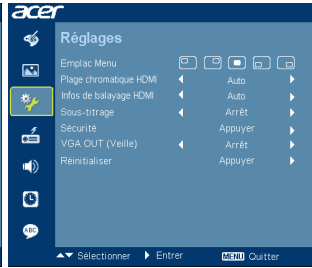 acer
Réglages
Emplac Menu
Plage chromatique HDMI Auto
Infos de balayage HDMI Auto
Sous-titrage Arrêt
Sécurité Appuyer
VGA OUT (Veille) Arrêt
Réinitialiser Appuyer
ABC
Sélectionner Entrer MENU Quitter